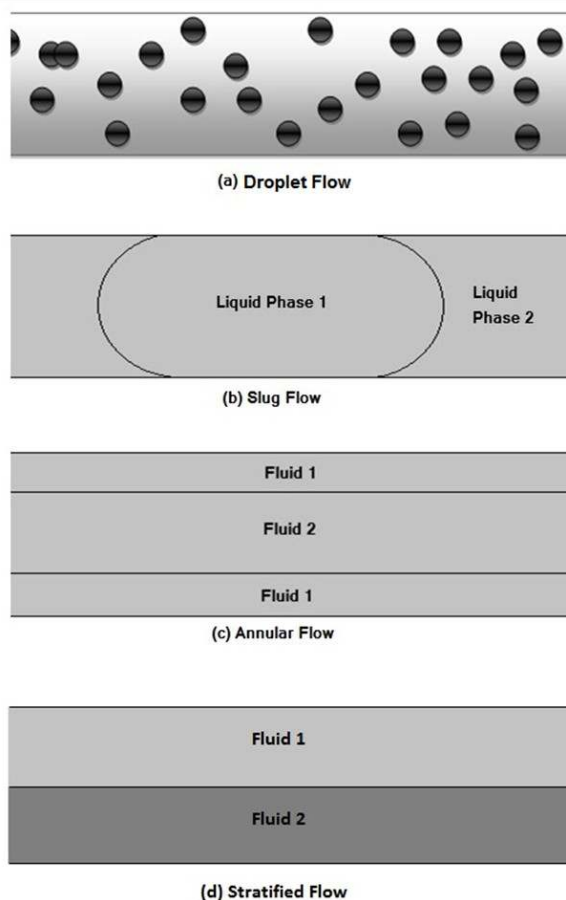 (a) Droplet Flow
Liquid Phase 1
Liquid
Phase 2
(b) Slug Flow
Fluid 1
Fluid 2
Fluid 1
(c) Annular Flow
Fluid 1
Fluid 2
(d) Stratified Flow